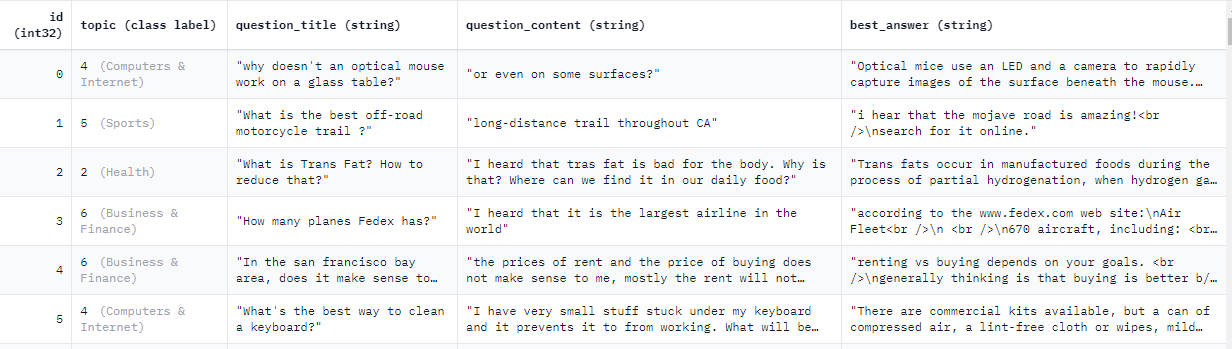 id (int32) topic (class label) question_title (string) question_content (string) best_answer (string)
0 4 (Computers & Internet) "why doesn't an optical mouse work on a glass table?" "or even on some surfaces?" "Optical mice use an LED and a camera to rapidly capture images of the surface beneath the mouse.…
1 5 (Sports) "What is the best off-road motorcycle trail ?" "long-distance trail throughout CA" "i hear that the mojave road is amazing!<br />\nsearch for it online."
2 2 (Health) "What is Trans Fat? How to reduce that?" "I heard that tras fat is bad for the body. Why is that? Where can we find it in our daily food?" "Trans fats occur in manufactured foods during the process of partial hydrogenation, when hydrogen ga…
3 6 (Business & Finance) "How many planes Fedex has?" "I heard that it is the largest airline in the world" "according to the www.fedex.com web site:\nAir Fleet<br />\n <br />\n670 aircraft, including: <br…
4 6 (Business & Finance) "In the san francisco bay area, does it make sense to… "the prices of rent and the price of buying does not make sense to me, mostly the rent will not… "renting vs buying depends on your goals. <br />\ngenerally thinking is that buying is better b/…
5 4 (Computers & Internet) "What's the best way to clean a keyboard?" "I have very small stuff stuck under my keyboard and it prevents it to from working. What will be… "There are commercial kits available, but a can of compressed air, a lint-free cloth or wipes, mild…